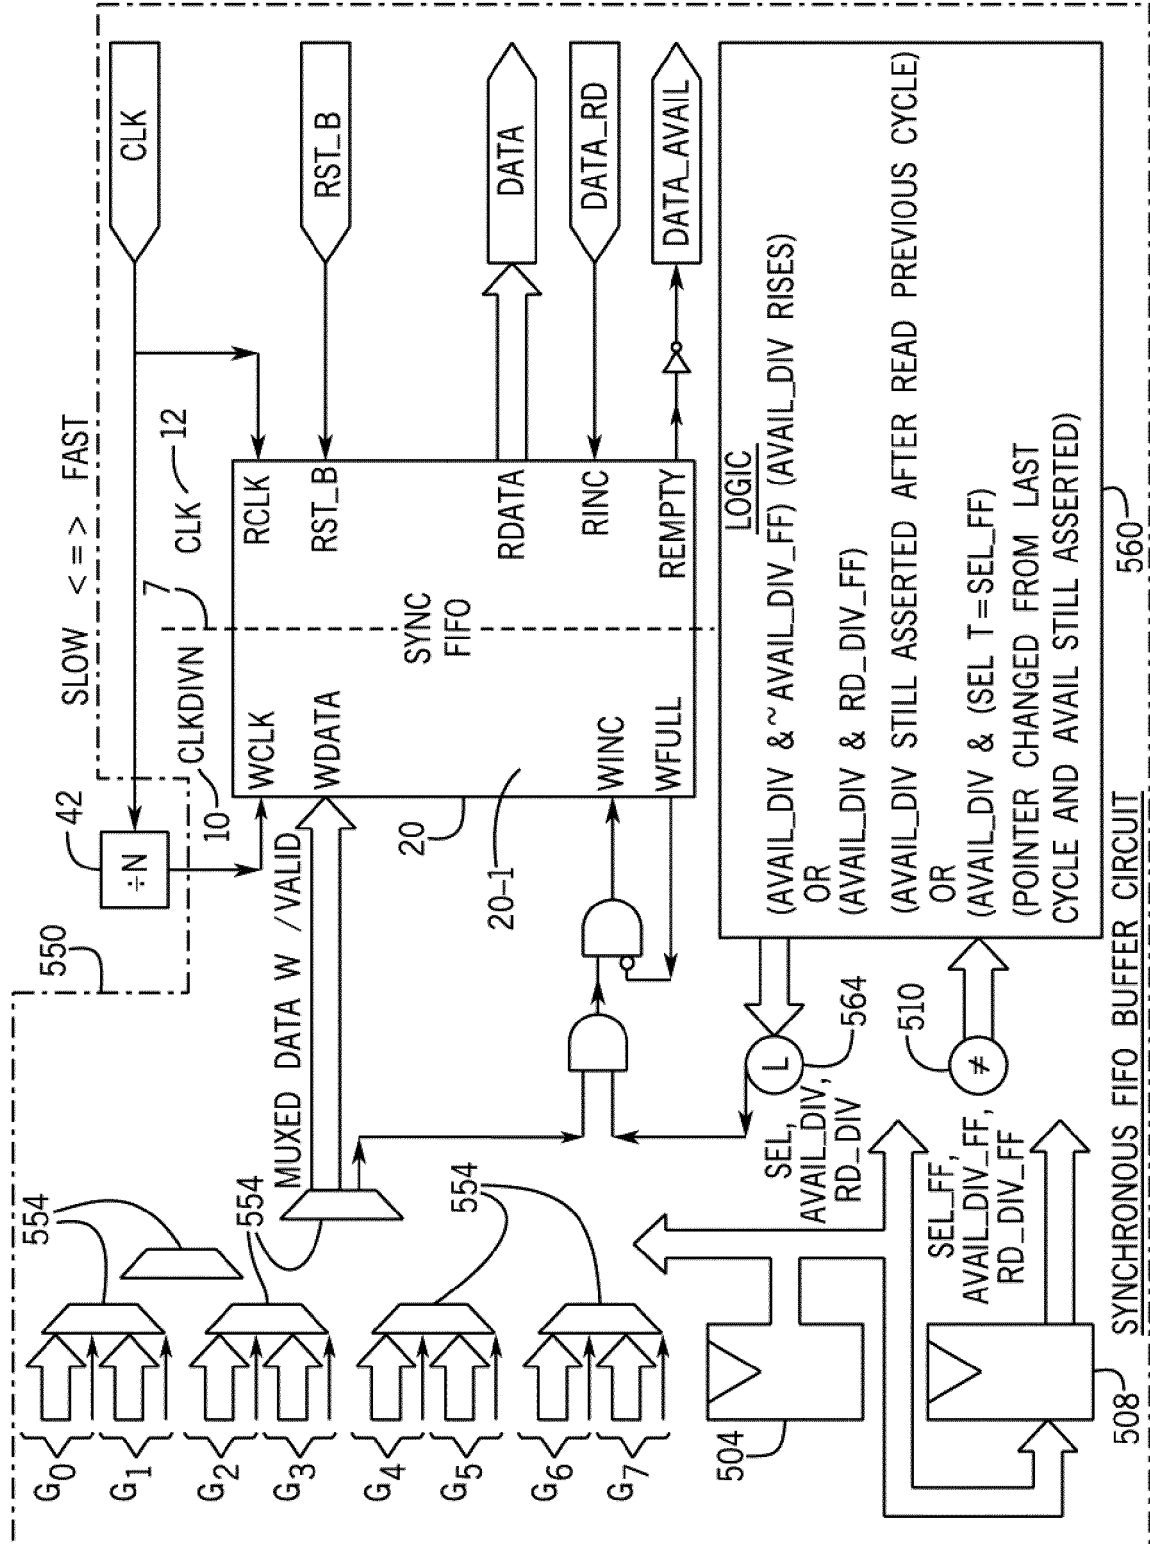 SLOW <=> FAST
550
42
÷N
CLK
CLKDIVN
10
7
CLK
12
G0
G1
G2
G3
G4
G5
G6
G7
554
554
554
554
MUXED DATA W /VALID
WCLK
WDATA
WINC
WFULL
SYNC
FIFO
RCLK
RST_B
RDATA
RINC
REMPTY
20
20-1
RST_B
DATA
DATA_RD
DATA_AVAIL
504
508
SEL,
AVAIL_DIV,
RD_DIV
SEL_FF,
AVAIL_DIV_FF,
RD_DIV_FF
L
564
≠
510
LOGIC
(AVAIL_DIV &~AVAIL_DIV_FF) (AVAIL_DIV RISES)
OR
(AVAIL_DIV & RD_DIV_FF)
(AVAIL_DIV STILL ASSERTED AFTER READ PREVIOUS CYCLE)
OR
(AVAIL_DIV & (SEL T=SEL_FF)
(POINTER CHANGED FROM LAST
CYCLE AND AVAIL STILL ASSERTED)
560
SYNCHRONOUS FIFO BUFFER CIRCUIT